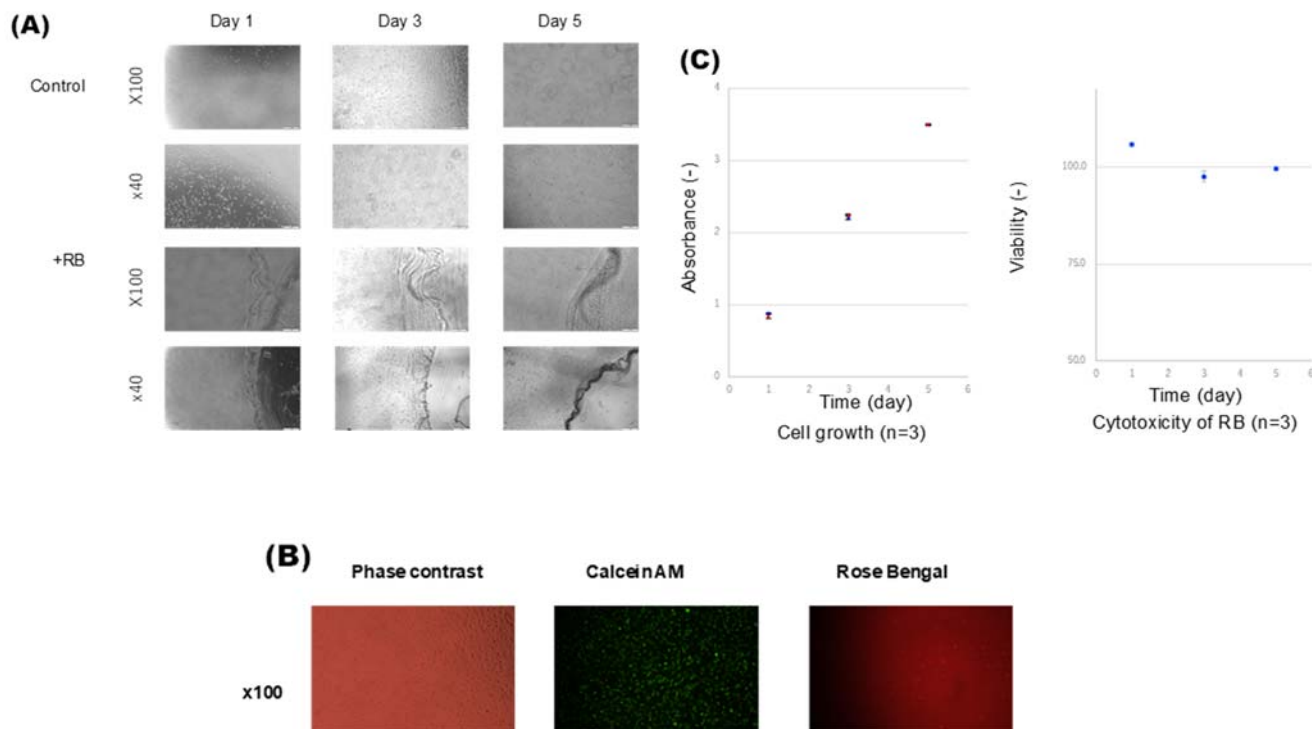 (A)
Day 1
Day 3
Day 5
Control
X100
x40
+RB
X100
x40
(C)
Absorbance (-)
4
3
2
1
0
0 1 2 3 4 5 6
Time (day)
Cell growth (n=3)
Viability (-)
100.0
75.0
50.0
0 1 2 3 4 5 6
Time (day)
Cytotoxicity of RB (n=3)
(B)
Phase contrast
Calcein AM
Rose Bengal
x100